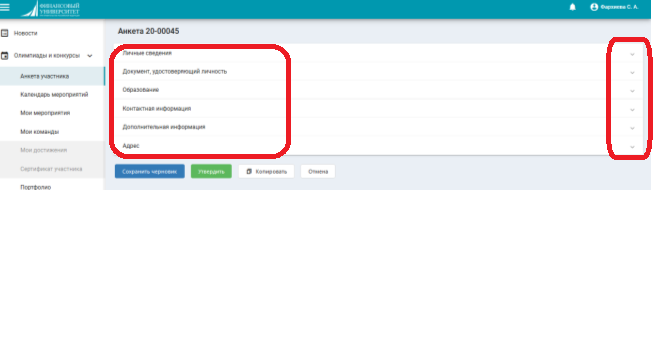 ФИНАНСОВЫЙ
УНИВЕРСИТЕТ
Фирзиева С. А.
Новости
Олимпиады и конкурсы
Анкета участника
Календарь мероприятий
Мои мероприятия
Мои команды
Мои достижения
Сертификат участника
Портфолио
Анкета 20-00045
Личные сведения
Документ, удостоверяющий личность
Образование
Контактная информация
Дополнительная информация
Адрес
Сохранить черновик
Утвердить
Копировать
Отмена